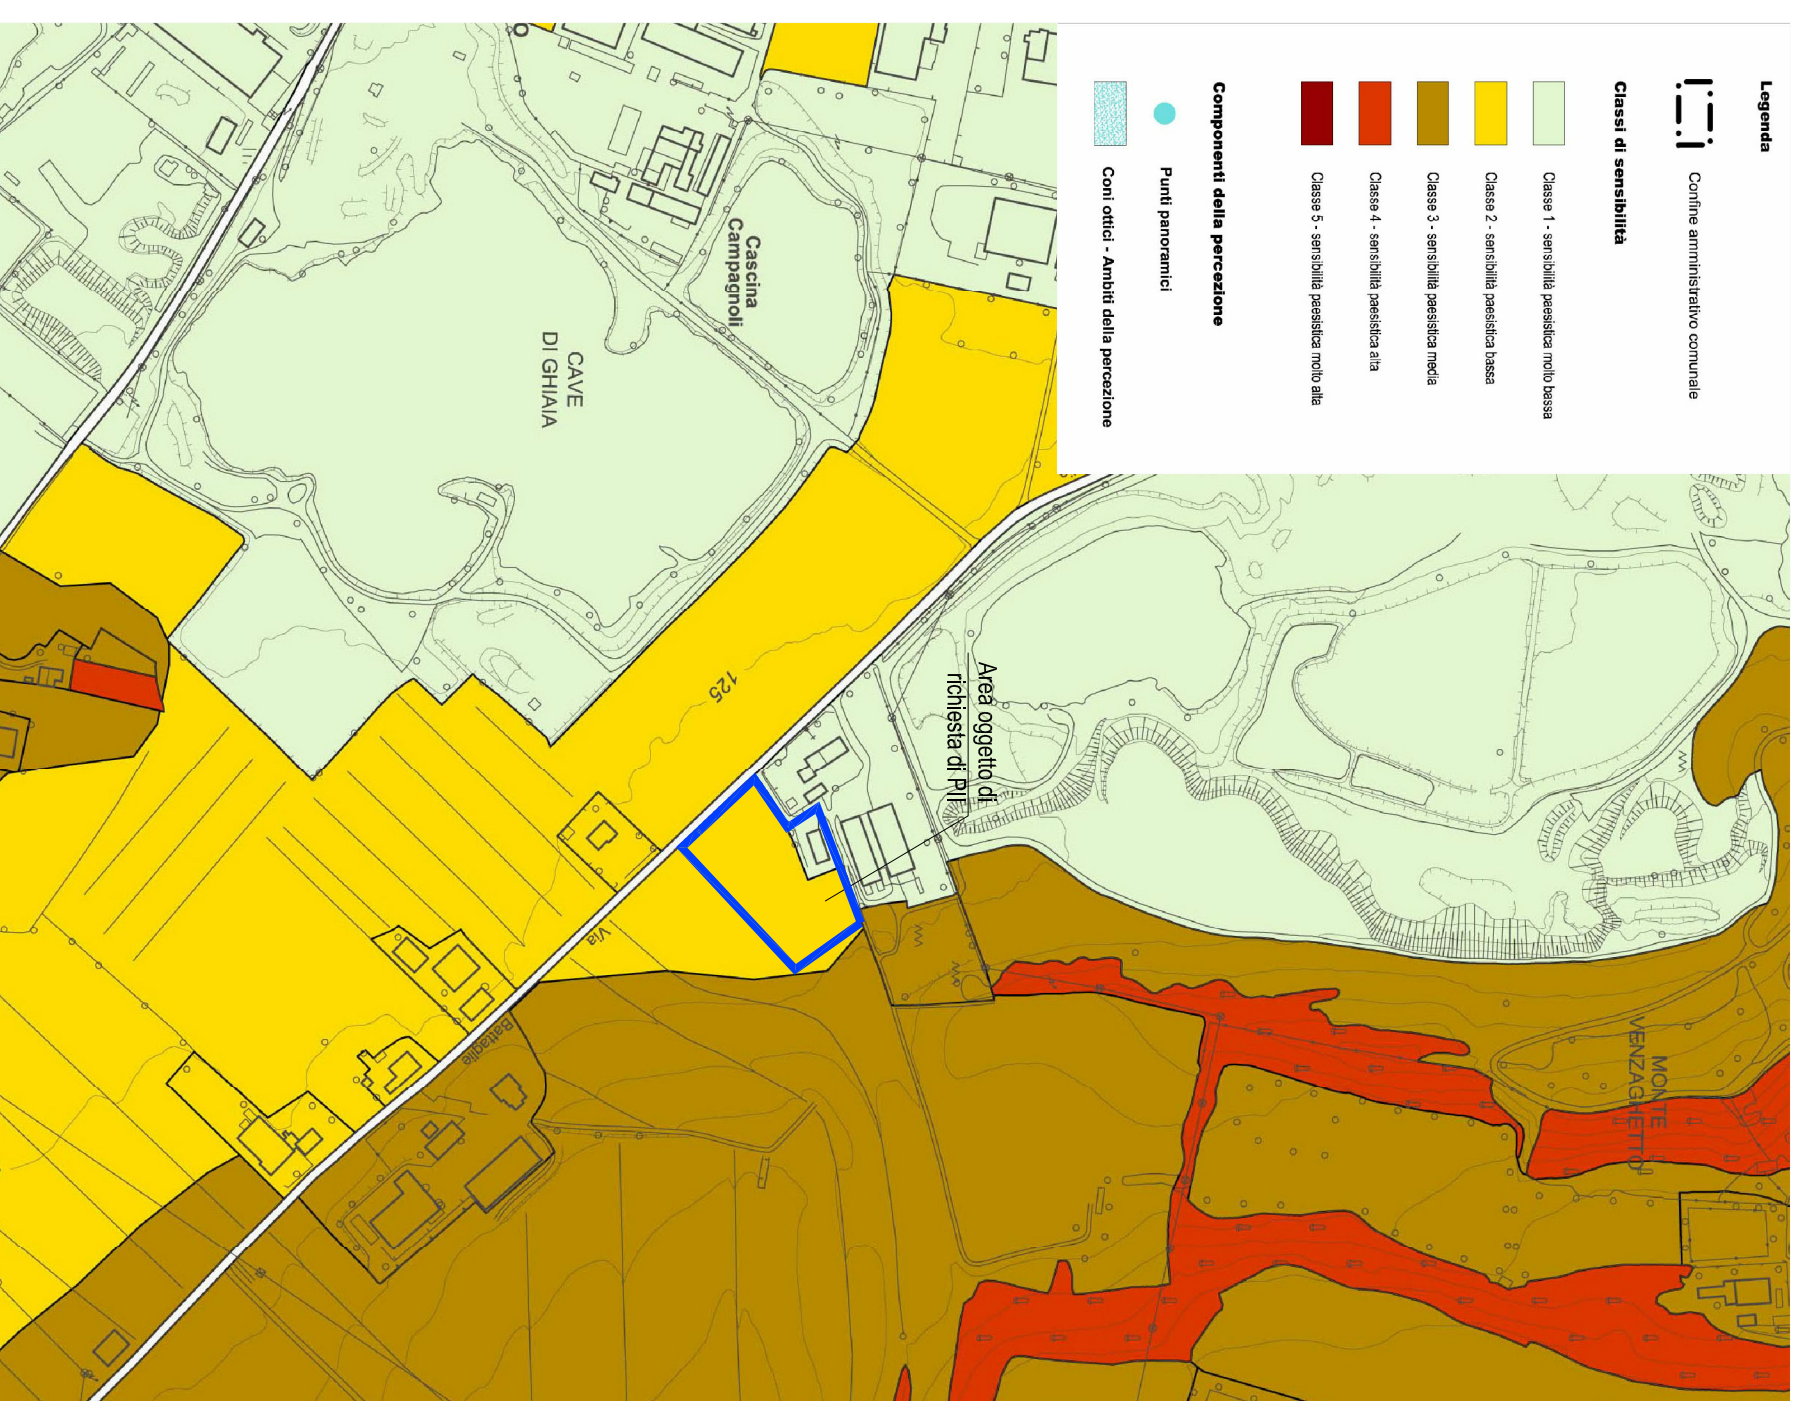 Legenda
Confine amministrativo comunale
Classi di sensibilità
Classe 1 - sensibilità paesistica molto bassa
Classe 2 - sensibilità paesistica bassa
Classe 3 - sensibilità paesistica media
Classe 4 - sensibilità paesistica alta
Classe 5 - sensibilità paesistica molto alta
Componenti della percezione
Punti panoramici
Coni ottici - Ambiti della percezione
Cascina
Campagnoli
CAVE
DI GHIAIA
125
Area oggetto di
richiesta di PII
Via
Battaglie
MONTE
VENZAGHETTO
O